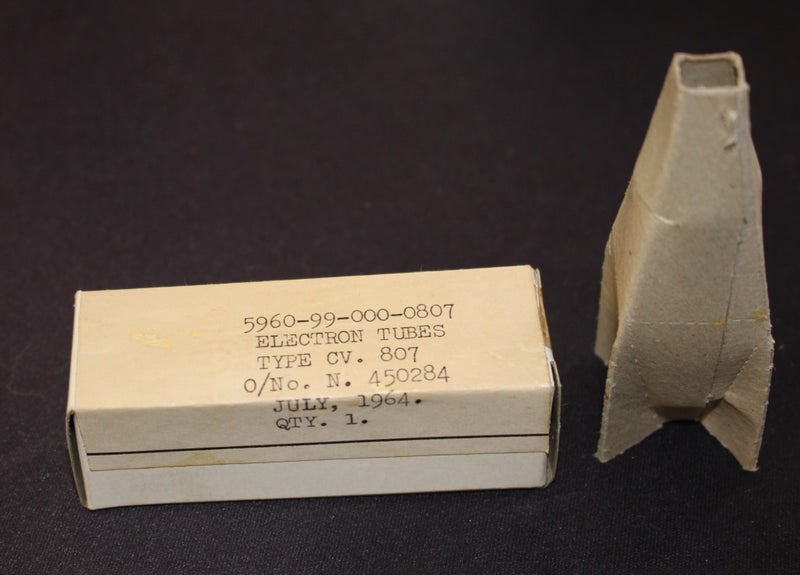 5960-99-000-0807
ELECTRON TUBES
TYPE CV. 807
O/No. N. 450284
JULY, 1964.
QTY. 1.